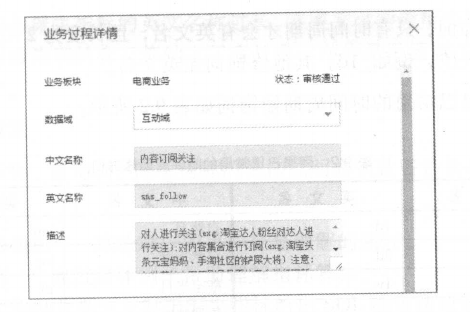 业务过程详情 ×
业务板块 电商业务 状态：审核通过
数据域 互动域
中文名称 内容订阅关注
英文名称 sns_follow
描述 对人进行关注(exg.淘宝达人粉丝对达人进
行关注);对内容集合进行订阅(exg.淘宝头
条元宝妈妈、手淘社区的铲屎大将) 注意: